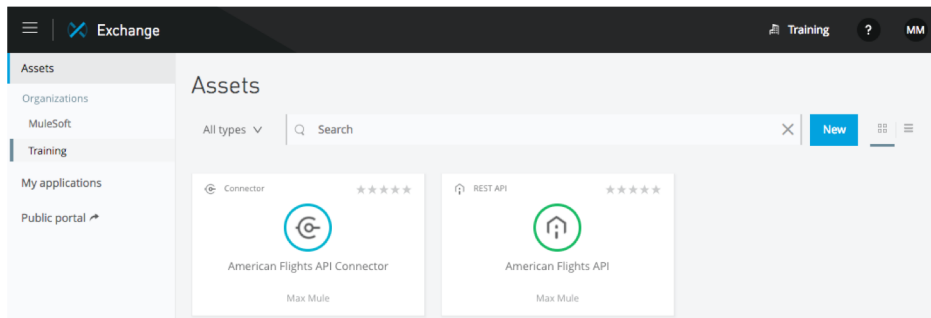 Exchange
Training
?
MM
Assets
Organizations
MuleSoft
Training
My applications
Public portal
Assets
All types
Search
New
Connector
American Flights API Connector
Max Mule
REST API
American Flights API
Max Mule